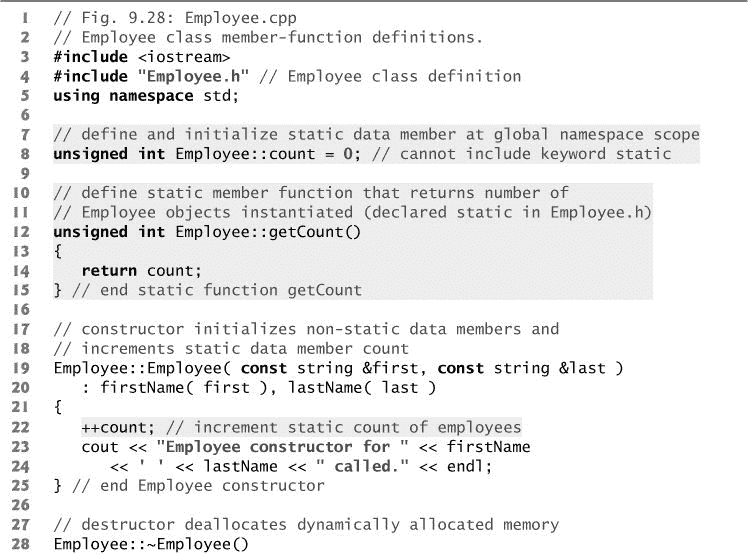 1 // Fig. 9.28: Employee.cpp
2 // Employee class member-function definitions.
3 #include <iostream>
4 #include "Employee.h" // Employee class definition
5 using namespace std;
6
7 // define and initialize static data member at global namespace scope
8 unsigned int Employee::count = 0; // cannot include keyword static
9
10 // define static member function that returns number of
11 // Employee objects instantiated (declared static in Employee.h)
12 unsigned int Employee::getCount()
13 {
14    return count;
15 } // end static function getCount
16
17 // constructor initializes non-static data members and
18 // increments static data member count
19 Employee::Employee( const string &first, const string &last )
20    : firstName( first ), lastName( last )
21 {
22    ++count; // increment static count of employees
23    cout << "Employee constructor for " << firstName
24       << ' ' << lastName << " called." << endl;
25 } // end Employee constructor
26
27 // destructor deallocates dynamically allocated memory
28 Employee::~Employee()